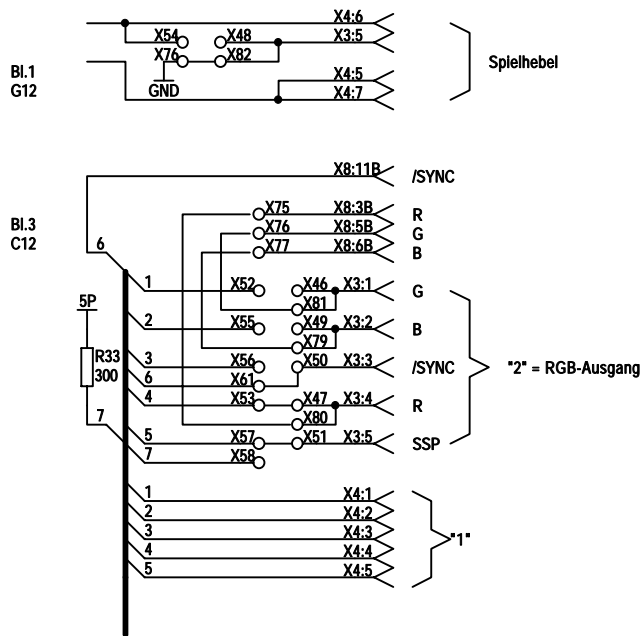 X4:6
X54 X48 X3:5
X76 X82
Bl.1
G12
GND
X4:5
X4:7
Spielhebel
X8:11B /SYNC
Bl.3
C12
6
X75 X8:3B R
X76 X8:5B G
X77 X8:6B B
1 X52 X46 X3:1 G
X81
5P
2 X55 X49 X3:2 B
X79
R33
300
3 X56 X50 X3:3 /SYNC
6 X61
"2" = RGB-Ausgang
4 X53 X47 X3:4 R
7
X80
5 X57 X51 X3:5 SSP
7 X58
1 X4:1
2 X4:2
3 X4:3
"1"
4 X4:4
5 X4:5